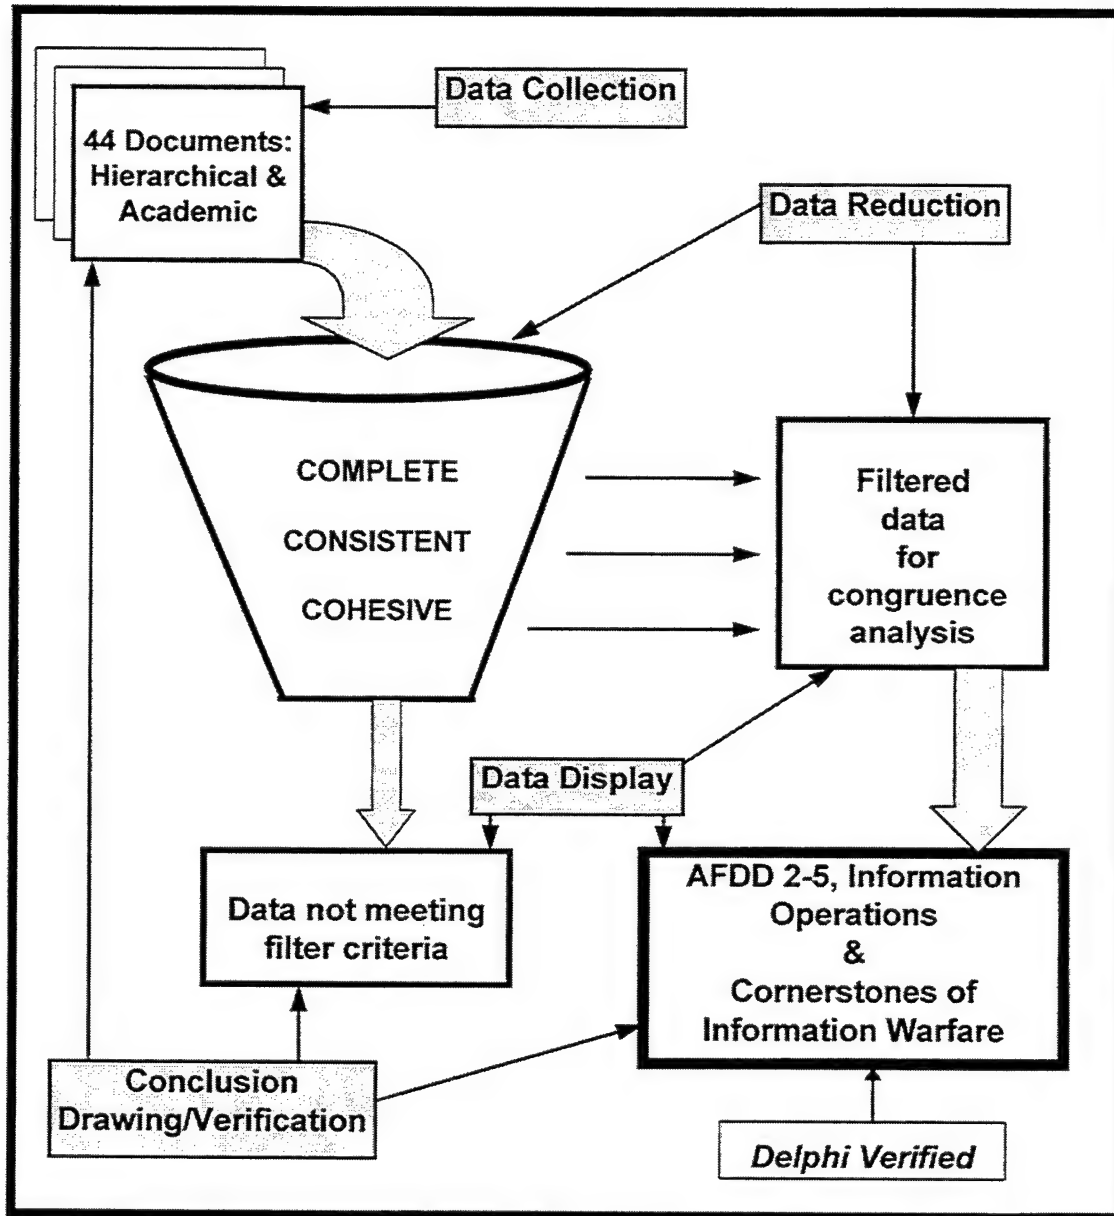 Data Collection
44 Documents:
Hierarchical &
Academic
Data Reduction
COMPLETE
CONSISTENT
COHESIVE
Filtered
data
for
congruence
analysis
Data Display
Data not meeting
filter criteria
AFDD 2-5, Information
Operations
&
Cornerstones of
Information Warfare
Conclusion
Drawing/Verification
Delphi Verified